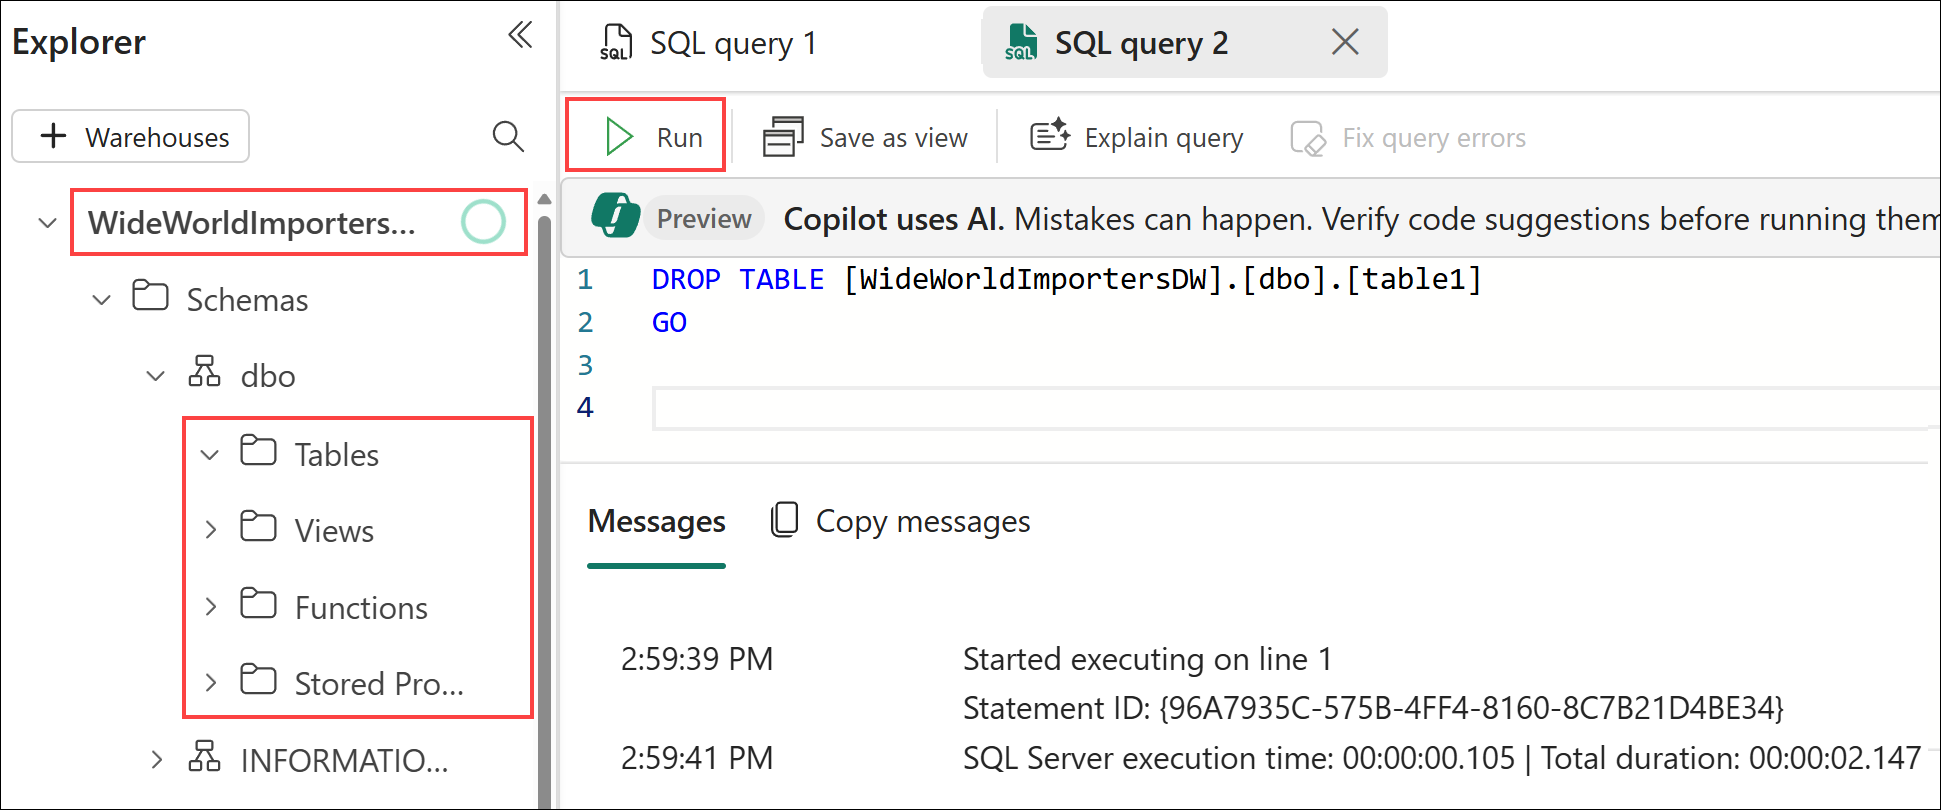 Explorer
Warehouses
WideWorldImporters...
Schemas
dbo
Tables
Views
Functions
Stored Pro...
INFORMATIO...
SQL query 1
SQL query 2
Run
Save as view
Explain query
Fix query errors
Preview
Copilot uses AI. Mistakes can happen. Verify code suggestions before running them
1 DROP TABLE [WideWorldImportersDW].[dbo].[table1]
2 GO
3
4
Messages
Copy messages
2:59:39 PM Started executing on line 1
Statement ID: {96A7935C-575B-4FF4-8160-8C7B21D4BE34}
2:59:41 PM SQL Server execution time: 00:00:00.105 | Total duration: 00:00:02.147